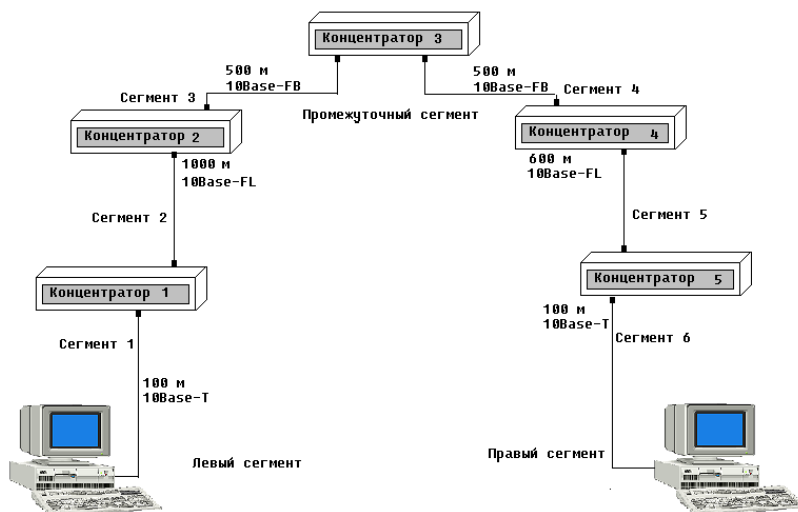 Концентратор 3
500 м
10Base-FB
500 м
10Base-FB
Сегмент 3
Сегмент 4
Промежуточный сегмент
Концентратор 2
Концентратор 4
1000 м
10Base-FL
600 м
10Base-FL
Сегмент 2
Сегмент 5
Концентратор 1
Концентратор 5
100 м
10Base-T
Сегмент 1
Сегмент 6
100 м
10Base-T
Левый сегмент
Правый сегмент